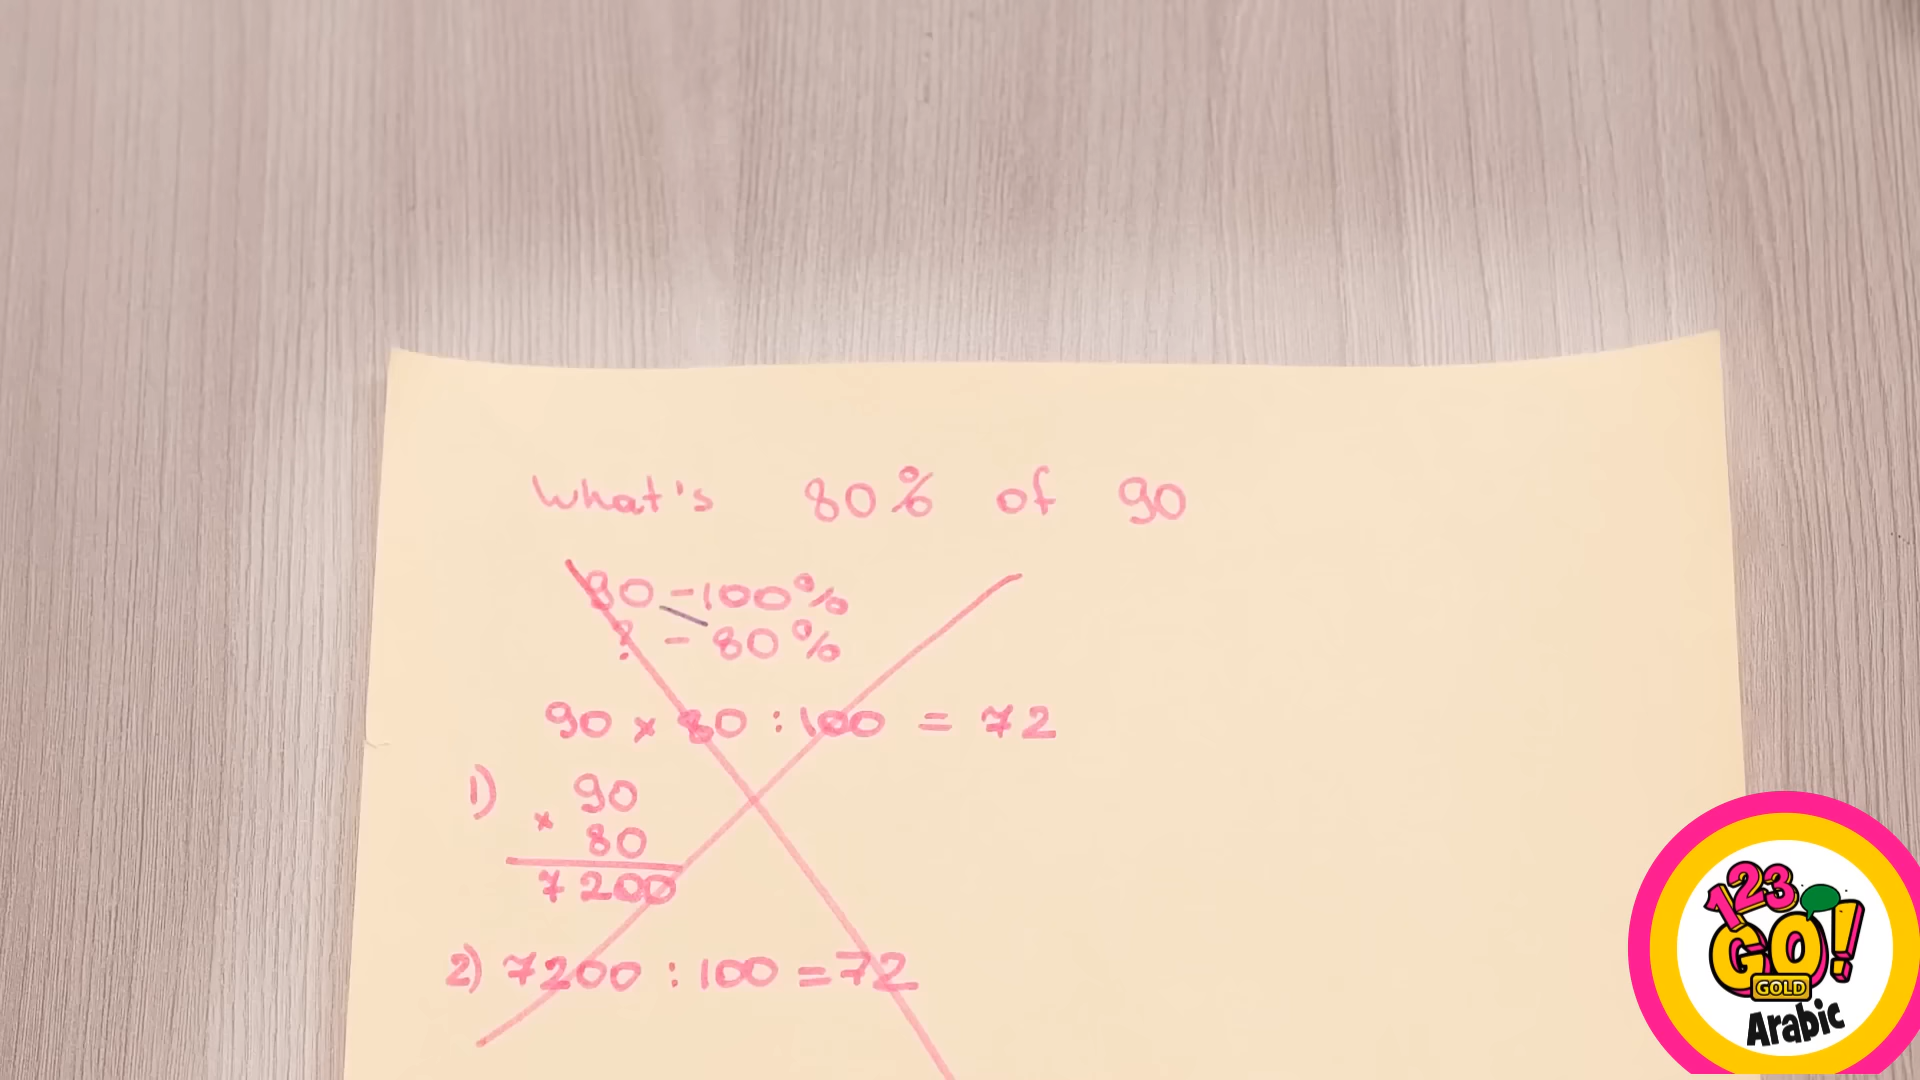 What's 80% of 90
90 - 100%
? - 80%
90 x 80 : 100 = 72
1) 90
x 80
7200
2) 7200 : 100 = 72
123
GO!
GOLD
Arabic